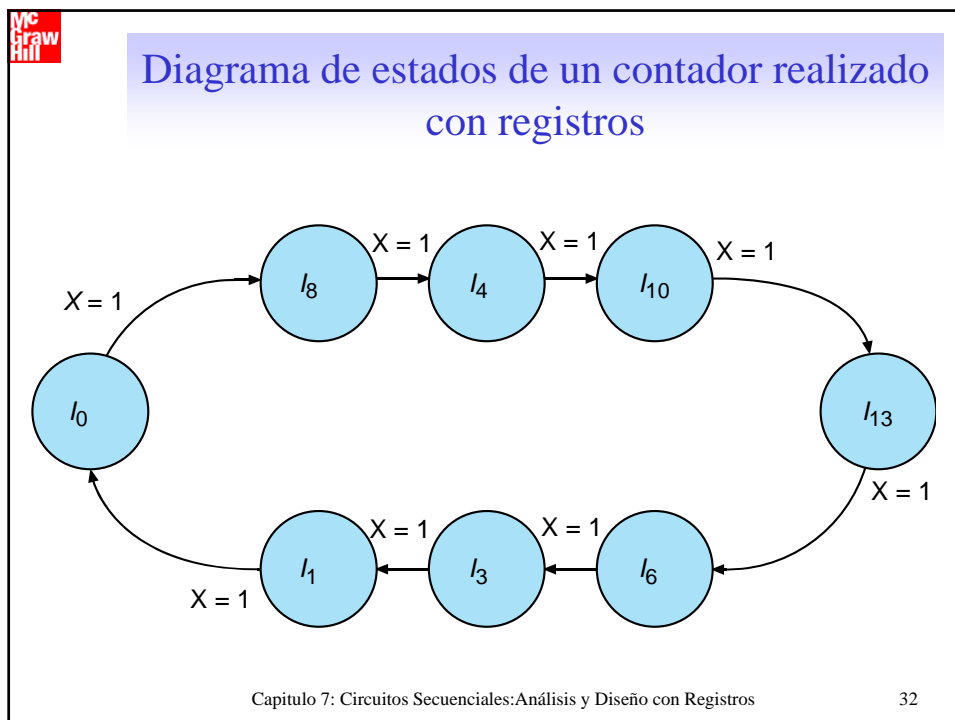 Mc
Graw
Hill
Diagrama de estados de un contador realizado
con registros
X = 1
X = 1
X = 1
X = 1
I8
I4
I10
I0
I13
X = 1
X = 1
X = 1
X = 1
I1
I3
I6
Capitulo 7: Circuitos Secuenciales:Análisis y Diseño con Registros
32